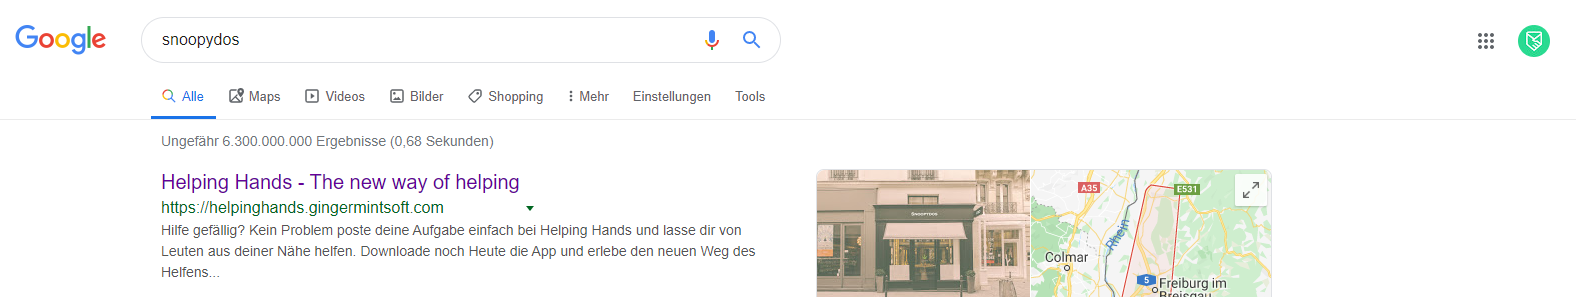 Google
snoopydos
Alle Maps Videos Bilder Shopping Mehr Einstellungen Tools
Ungefähr 6.300.000.000 Ergebnisse (0,68 Sekunden)
Helping Hands - The new way of helping
https://helpinghands.gingermintsoft.com
Hilfe gefällig? Kein Problem poste deine Aufgabe einfach bei Helping Hands und lasse dir von
Leuten aus deiner Nähe helfen. Downloade noch Heute die App und erlebe den neuen Weg des
Helfens...
SNOOPYDOS
A35
E531
Rhein
Colmar
5
Freiburg im
Breisgau